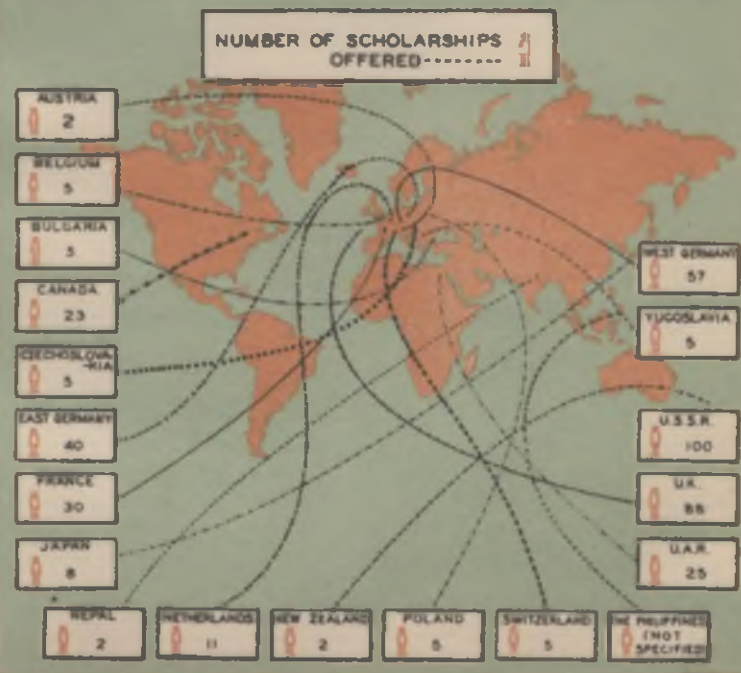 NUMBER OF SCHOLARSHIPS
OFFERED
AUSTRIA
2
BELGIUM
5
BULGARIA
5
CANADA
23
CZECHOSLOVA-
-KIA
5
EAST GERMANY
40
FRANCE
30
JAPAN
8
NEPAL
2
NETHERLANDS
11
NEW ZEALAND
2
POLAND
5
SWITZERLAND
5
THE PHILIPPINES
(NOT
SPECIFIED)
WEST GERMANY
57
YUGOSLAVIA
5
U.S.S.R.
100
U.K.
88
U.A.R.
25